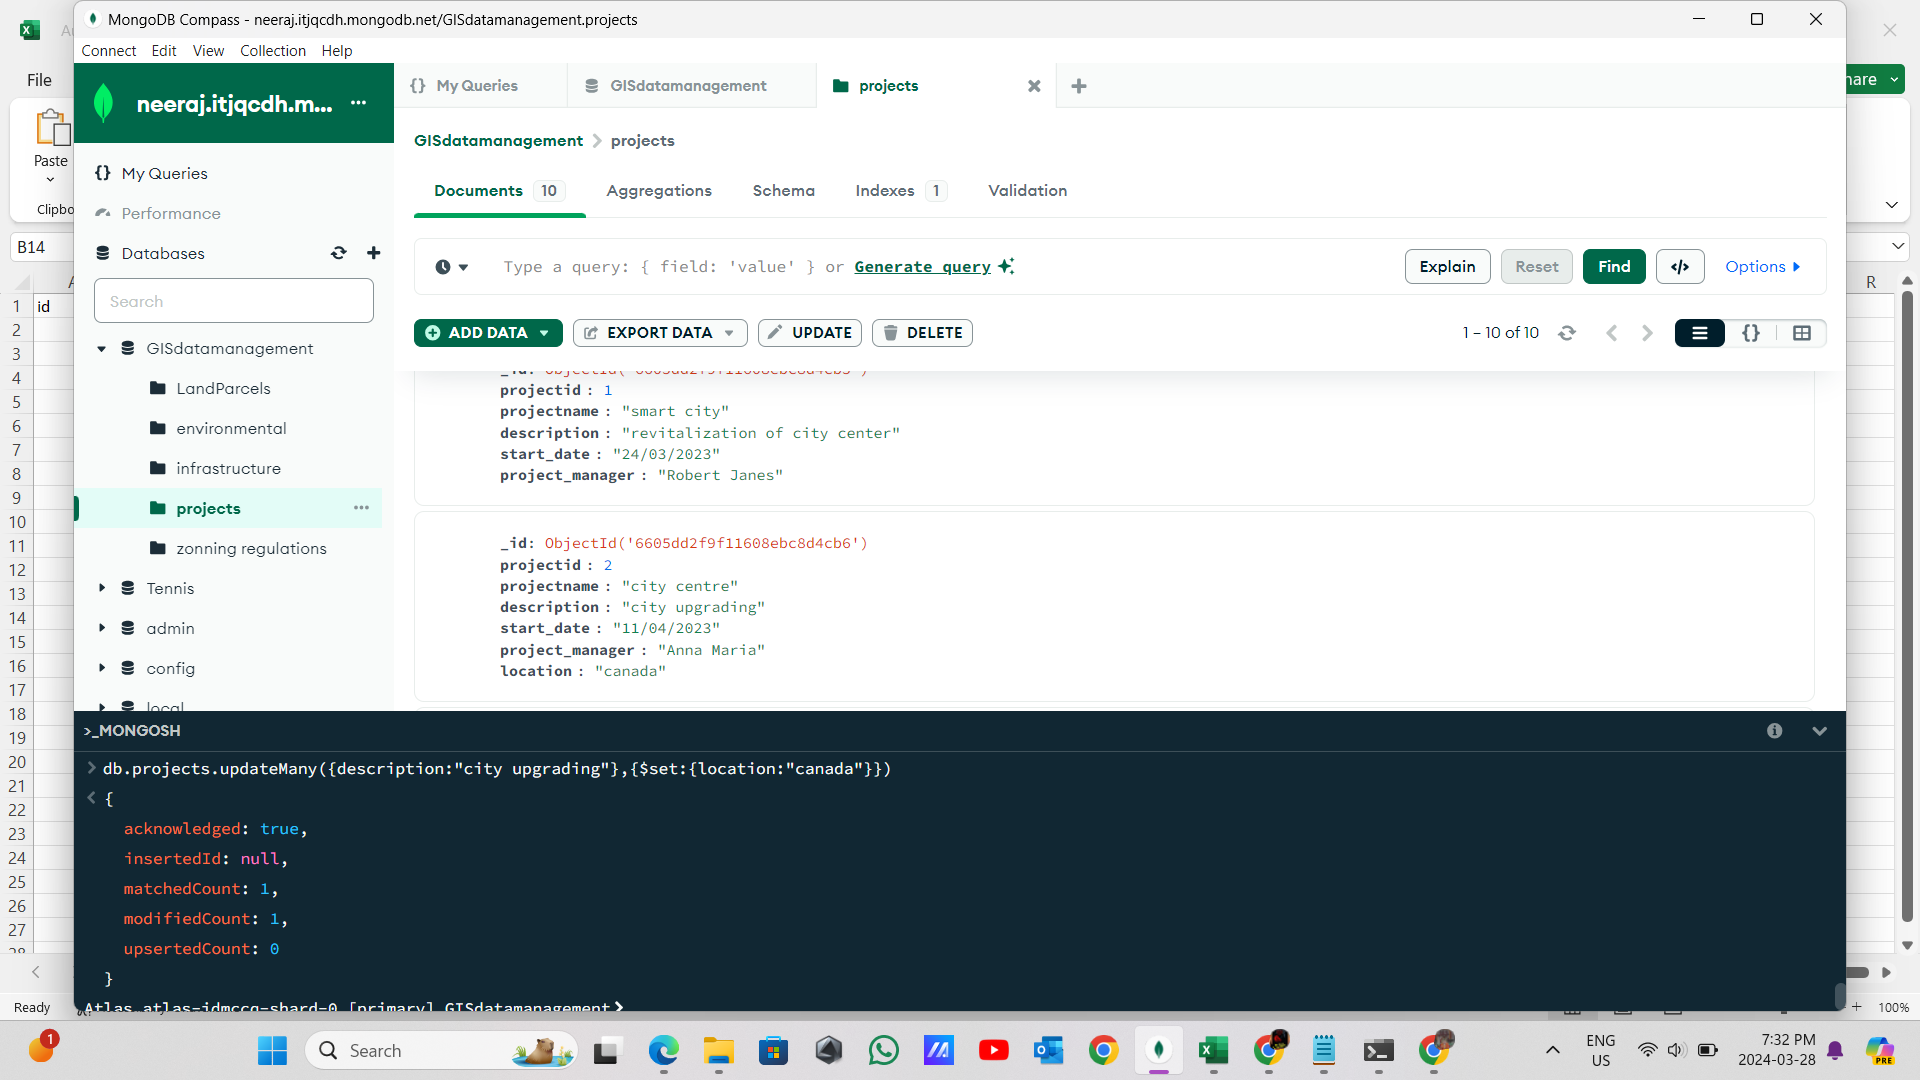 MongoDB Compass - neeraj.itjqcdh.mongodb.net/GISdatamanagement.projects
Connect Edit View Collection Help
File
Paste
Clipbo
B14
hare
neeraj.itjqcdh.m...
My Queries
Performance
Databases
Search
GISdatamanagement
LandParcels
environmental
infrastructure
projects
zonning regulations
Tennis
admin
config
local
{} My Queries
GISdatamanagement
projects
GISdatamanagement > projects
Documents 10 Aggregations Schema Indexes 1 Validation
Type a query: { field: 'value' } or Generate query
Explain Reset Find </> Options
ADD DATA EXPORT DATA UPDATE DELETE 1 – 10 of 10
projectid : 1
projectname : "smart city"
description : "revitalization of city center"
start_date : "24/03/2023"
project_manager : "Robert Janes"
_id: ObjectId('6605dd2f9f11608ebc8d4cb6')
projectid : 2
projectname : "city centre"
description : "city upgrading"
start_date : "11/04/2023"
project_manager : "Anna Maria"
location : "canada"
>_MONGOSH
> db.projects.updateMany({description:"city upgrading"},{$set:{location:"canada"}})
< {
acknowledged: true,
insertedId: null,
matchedCount: 1,
modifiedCount: 1,
upsertedCount: 0
}
Atlas atlas-jdmccq-shard-0 [primary] GISdatamanagement>
R
id
1
2
3
4
5
6
7
8
9
10
11
12
13
14
15
16
17
18
19
20
21
22
23
24
25
26
27
28
Ready
100%
1
Search
PRE
ENG
US
7:32 PM
2024-03-28